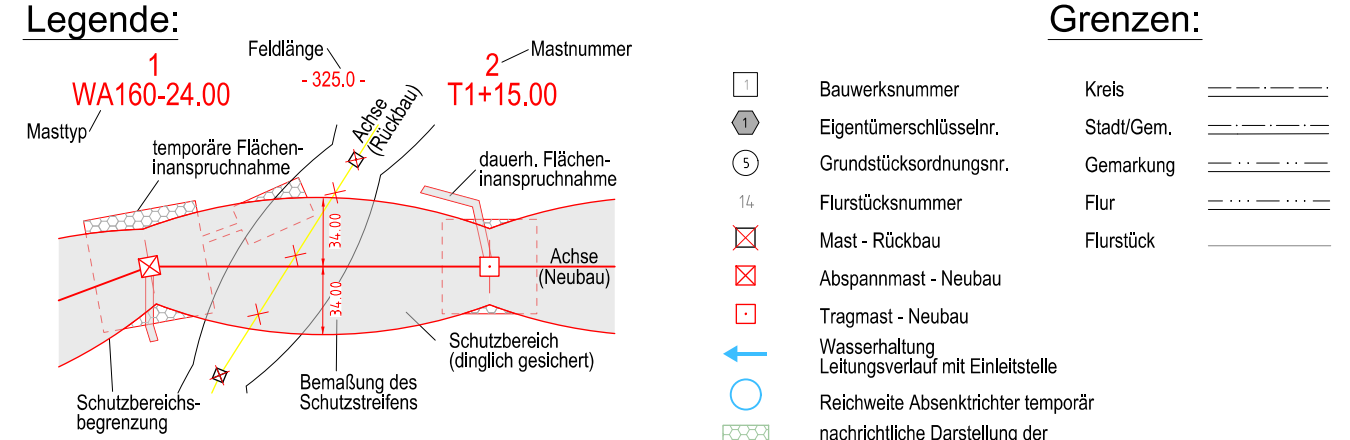 Legende:
Grenzen:
Feldlänge
Mastnummer
1
- 325.0 -
2
WA160-24.00
T1+15.00
Masttyp
Achse
(Rückbau)
temporäre Flächen-
inanspruchnahme
dauerh. Flächen-
inanspruchnahme
34.00
34.00
Achse
(Neubau)
Schutzbereich
(dinglich gesichert)
Bemaßung des
Schutzstreifens
Schutzbereichs-
begrenzung
1 Bauwerksnummer
1 Eigentümerschlüsselnr.
5 Grundstücksordnungsnr.
14 Flurstücksnummer
Mast - Rückbau
Abspannmast - Neubau
Tragmast - Neubau
Wasserhaltung
Leitungsverlauf mit Einleitstelle
Reichweite Absenktrichter temporär
nachrichtliche Darstellung der
Kreis
Stadt/Gem.
Gemarkung
Flur
Flurstück